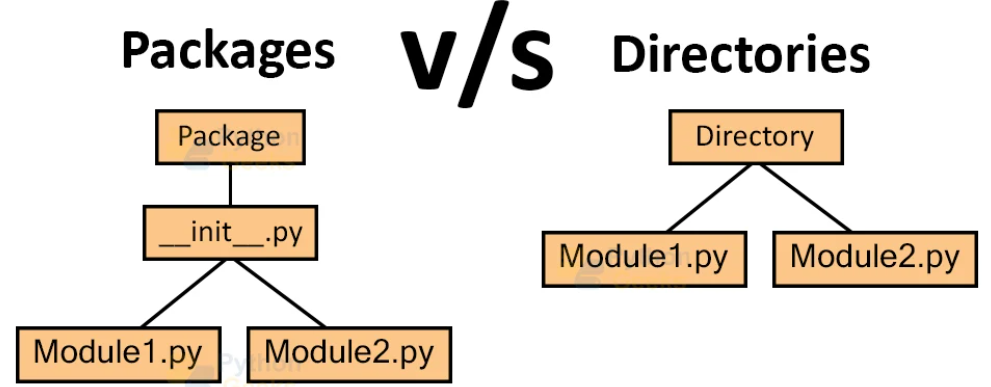 Packages v/s Directories
Package
__init__.py
Module1.py Module2.py
Directory
Module1.py Module2.py